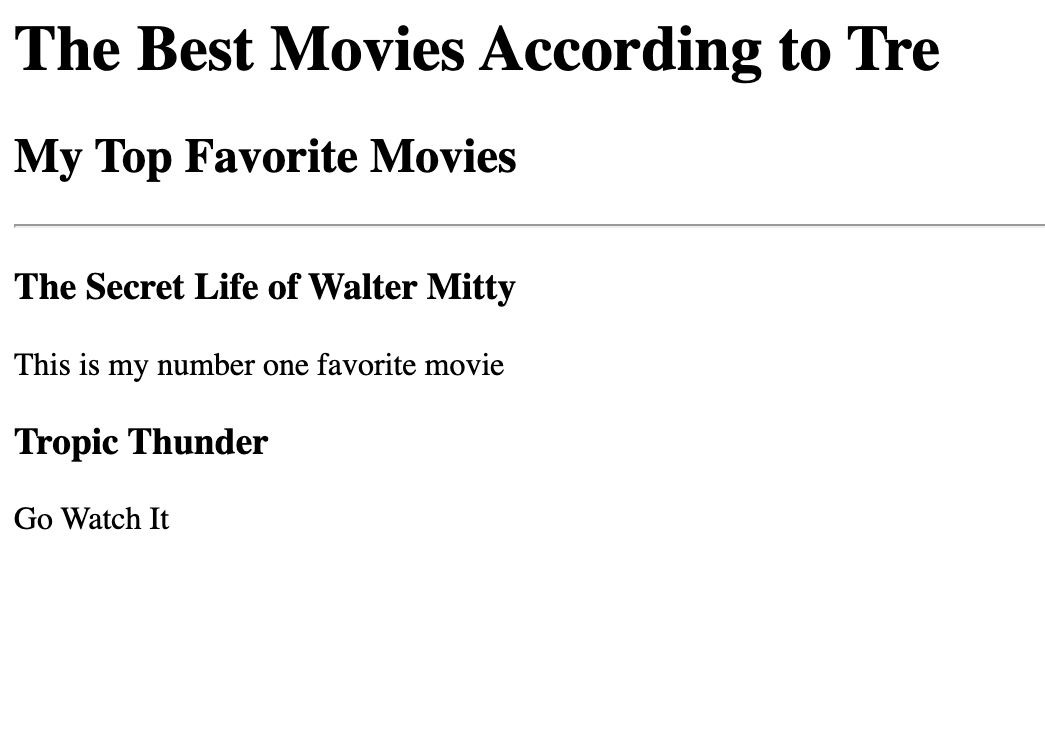 The Best Movies According to Tre
My Top Favorite Movies
The Secret Life of Walter Mitty
This is my number one favorite movie
Tropic Thunder
Go Watch It